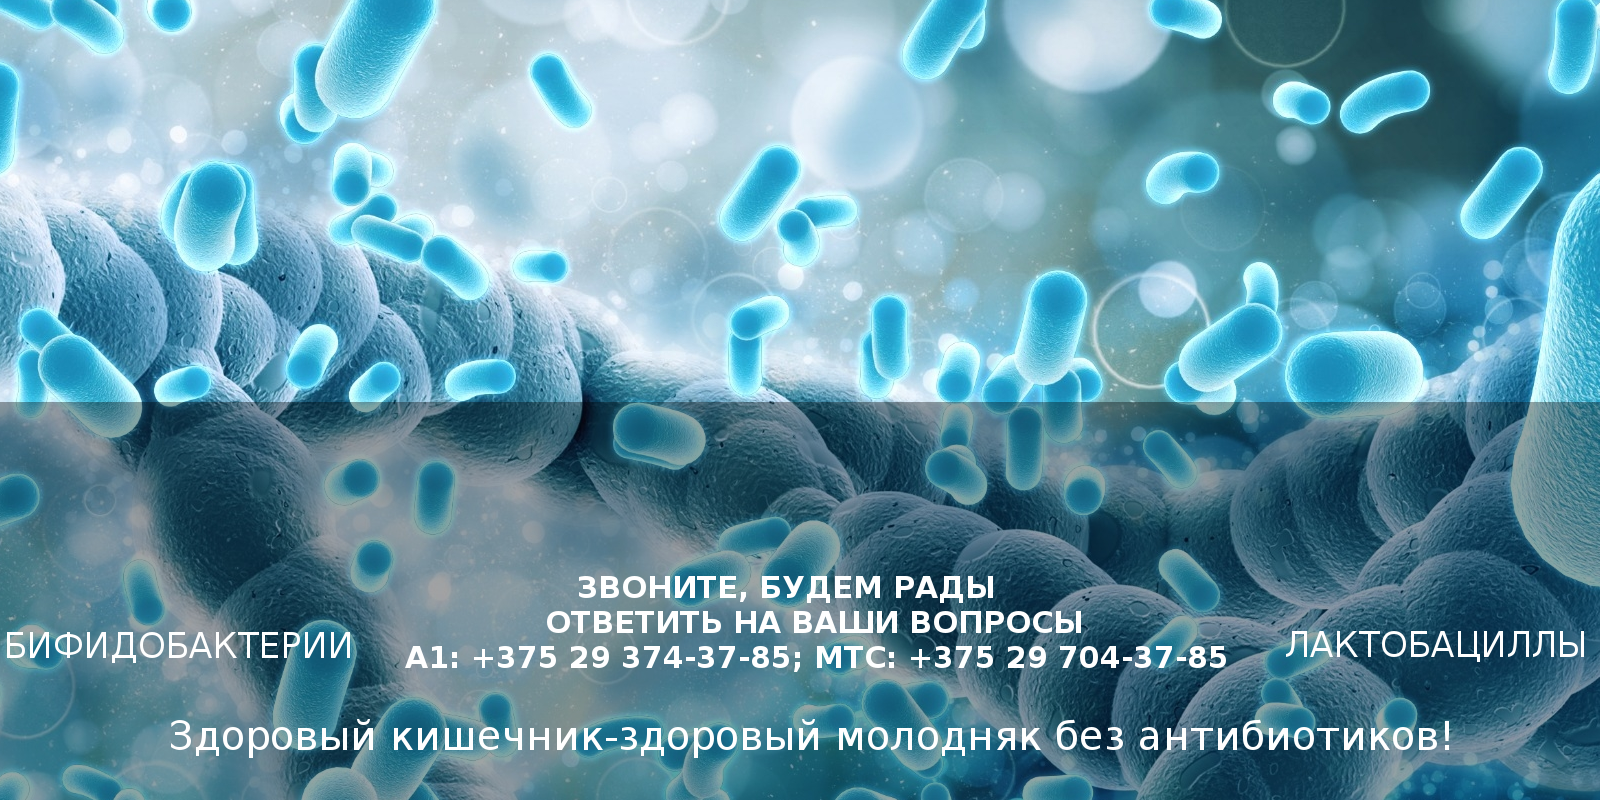 ЗВОНИТЕ, БУДЕМ РАДЫ
ОТВЕТИТЬ НА ВАШИ ВОПРОСЫ
А1: +375 29 374-37-85; МТС: +375 29 704-37-85
БИФИДОБАКТЕРИИ
ЛАКТОБАЦИЛЛЫ
Здоровый кишечник-здоровый молодняк без антибиотиков!